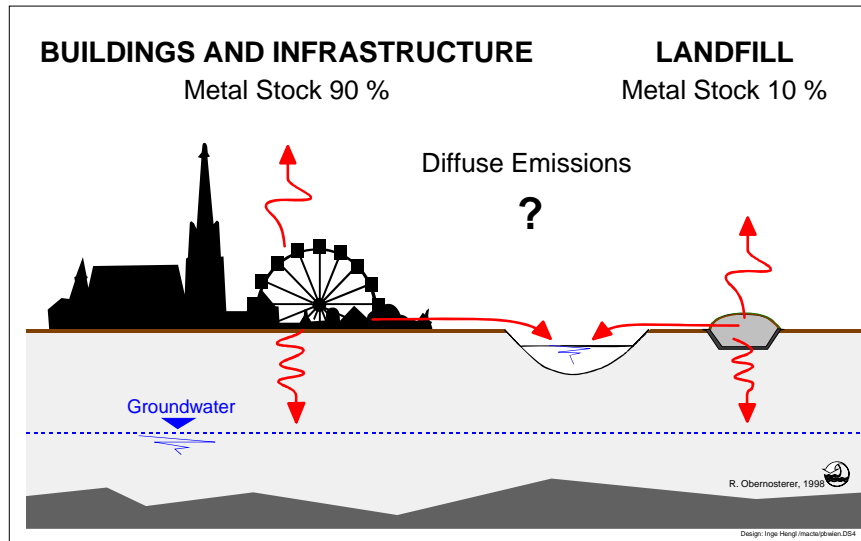 BUILDINGS AND INFRASTRUCTURE
Metal Stock 90 %
LANDFILL
Metal Stock 10 %
Diffuse Emissions
?
Groundwater
R. Obernosterer, 1998
Design: Inge Hengl /macte/pbwien.DS4